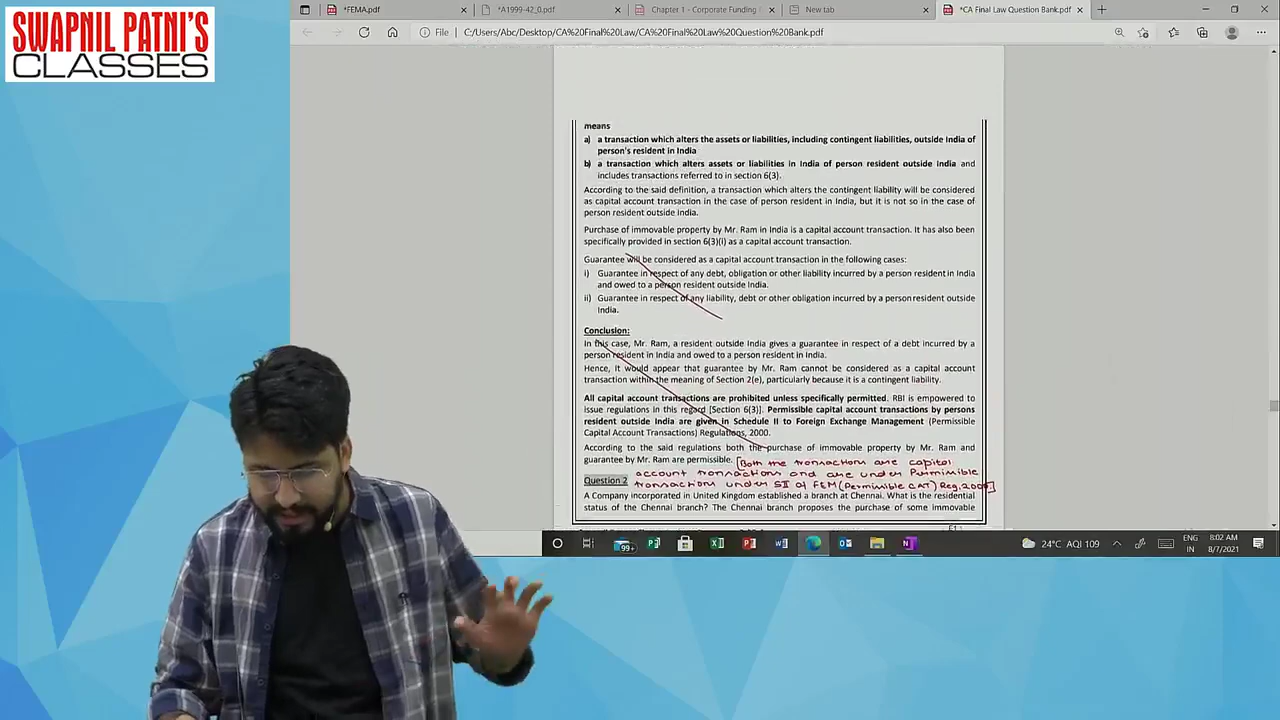 SWAPNIL PATNI'S
CLASSES
*FEMA.pdf
*A1999-42_0.pdf
Chapter 1 - Corporate Funding
New tab
*CA Final Law Question Bank.pdf
File
C:/Users/Abc/Desktop/CA%20Final%20Law/CA%20Final%20Law%20Question%20Bank.pdf
means
a) a transaction which alters the assets or liabilities, including contingent liabilities, outside India of
person's resident in India
b) a transaction which alters assets or liabilities in India of person resident outside India and
includes transactions referred to in section 6(3).
According to the said definition, a transaction which alters the contingent liability will be considered
as capital account transaction in the case of person resident in India, but it is not so in the case of
person resident outside India.
Purchase of immovable property by Mr. Ram in India is a capital account transaction. It has also been
specifically provided in section 6(3)(i) as a capital account transaction.
Guarantee will be considered as a capital account transaction in the following cases:
i) Guarantee in respect of any debt, obligation or other liability incurred by a person resident in India
and owed to a person resident outside India.
ii) Guarantee in respect of any liability, debt or other obligation incurred by a person resident outside
India.
Conclusion:
In this case, Mr. Ram, a resident outside India gives a guarantee in respect of a debt incurred by a
person resident in India and owed to a person resident in India.
Hence, it would appear that guarantee by Mr. Ram cannot be considered as a capital account
transaction within the meaning of Section 2(e), particularly because it is a contingent liability.
All capital account transactions are prohibited unless specifically permitted. RBI is empowered to
issue regulations in this regard [Section 6(3)]. Permissible capital account transactions by persons
resident outside India are given in Schedule II to Foreign Exchange Management (Permissible
Capital Account Transactions) Regulations, 2000.
According to the said regulations both the purchase of immovable property by Mr. Ram and
guarantee by Mr. Ram are permissible. [Both the transactions are capital
account transactions and are under Permissible
Question 2 transactions under SII of FEM (Permissible CAT) Reg, 2000]
A Company incorporated in United Kingdom established a branch at Chennai. What is the residential
status of the Chennai branch? The Chennai branch proposes the purchase of some immovable
99+
24°C AQI 109
ENG
IN
8:02 AM
8/7/2021